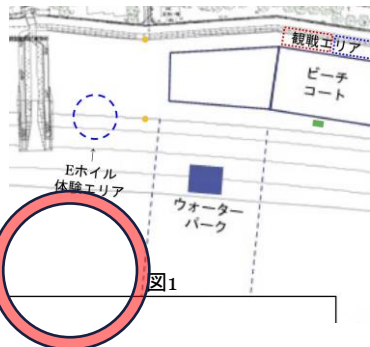 観戦エリア
ビーチ
コート
Eホイル
体験エリア
ウォーター
パーク
図1